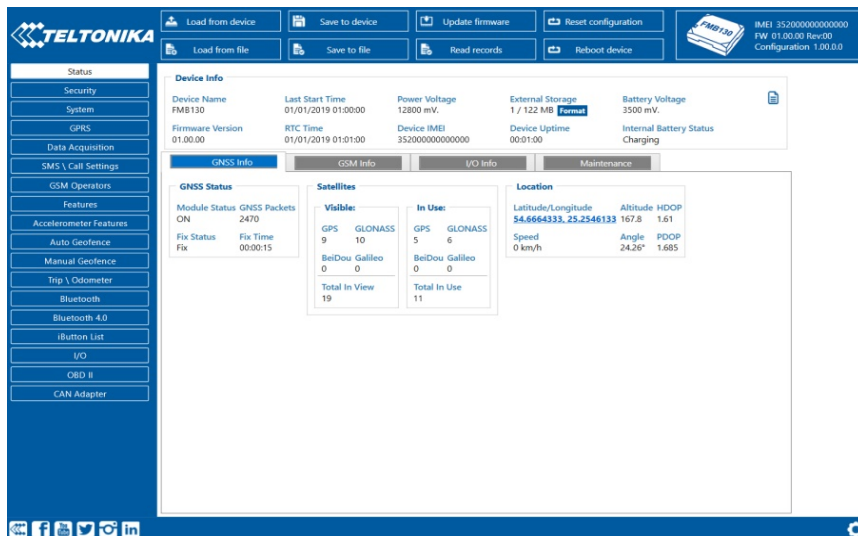 TELTONIKA
Load from device
Save to device
Update firmware
Reset configuration
Load from file
Save to file
Read records
Reboot device
FMB130
IMEI 352000000000000
FW 01.00.00 Rev:00
Configuration 1.00.0.0
Status
Security
System
GPRS
Data Acquisition
SMS \ Call Settings
GSM Operators
Features
Accelerometer Features
Auto Geofence
Manual Geofence
Trip \ Odometer
Bluetooth
Bluetooth 4.0
iButton List
I/O
OBD II
CAN Adapter
Device Info
Device Name Last Start Time Power Voltage External Storage Battery Voltage
FMB130 01/01/2019 01:00:00 12800 mV. 1 / 122 MB Format 3500 mV.
Firmware Version RTC Time Device IMEI Device Uptime Internal Battery Status
01.00.00 01/01/2019 01:01:00 352000000000000 00:01:00 Charging
GNSS Info GSM Info I/O Info Maintenance
GNSS Status
Module Status GNSS Packets
ON 2470
Fix Status Fix Time
Fix 00:00:15
Satellites
Visible:
GPS GLONASS
9 10
BeiDou Galileo
0 0
Total In View
19
In Use:
GPS GLONASS
5 6
BeiDou Galileo
0 0
Total In Use
11
Location
Latitude/Longitude Altitude HDOP
54.6664333, 25.2546133 167.8 1.61
Speed Angle PDOP
0 km/h 24.26° 1.685